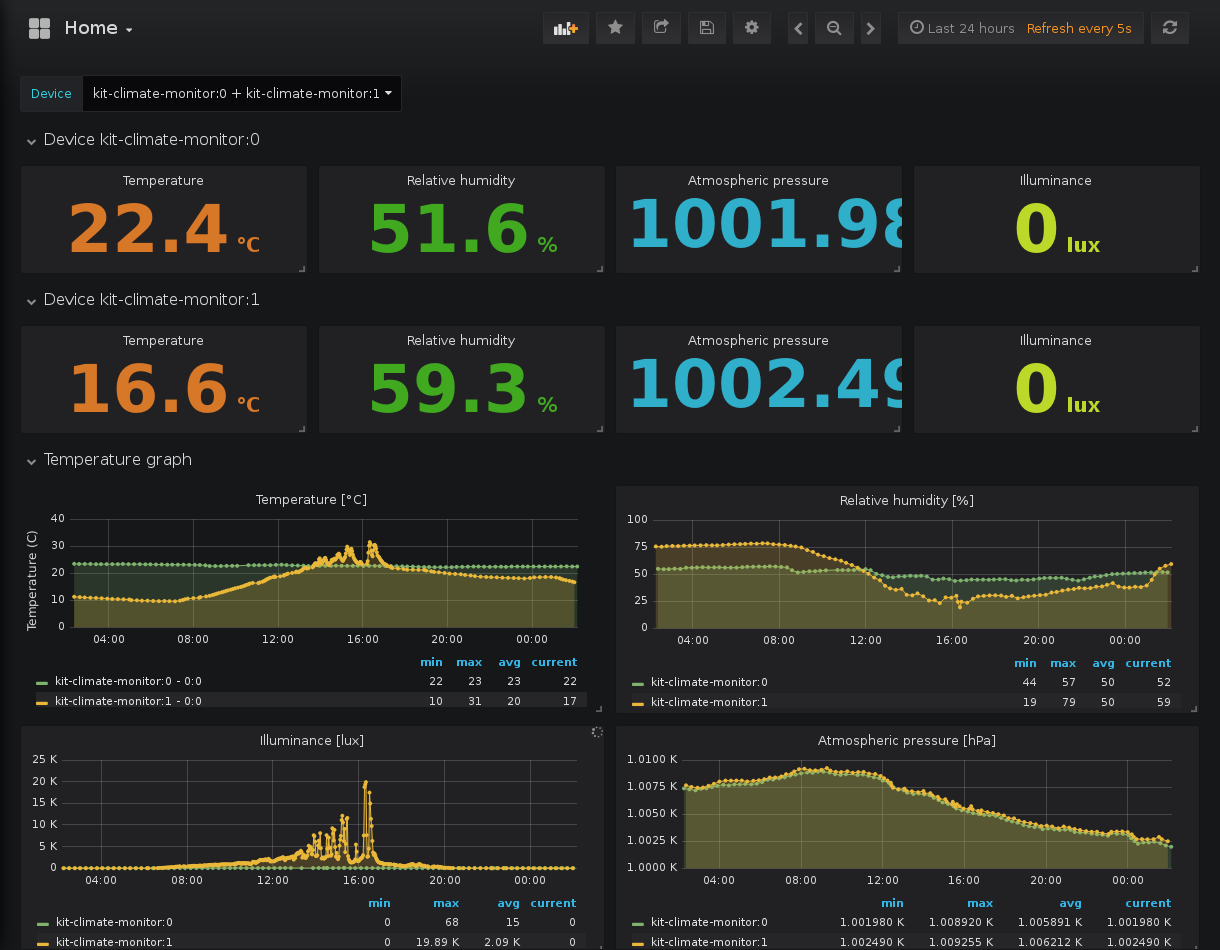 Home
Last 24 hours Refresh every 5s
Device kit-climate-monitor:0 + kit-climate-monitor:1
Device kit-climate-monitor:0
Temperature Relative humidity Atmospheric pressure Illuminance
22.4 °C 51.6 % 1001.98 0 lux
Device kit-climate-monitor:1
Temperature Relative humidity Atmospheric pressure Illuminance
16.6 °C 59.3 % 1002.49 0 lux
Temperature graph
Temperature [°C]
Temperature (C)
40
30
20
10
0
04:00 08:00 12:00 16:00 20:00 00:00
min max avg current
kit-climate-monitor:0 - 0:0 22 23 23 22
kit-climate-monitor:1 - 0:0 10 31 20 17
Relative humidity [%]
100
75
50
25
0
04:00 08:00 12:00 16:00 20:00 00:00
min max avg current
kit-climate-monitor:0 44 57 50 52
kit-climate-monitor:1 19 79 50 59
Illuminance [lux]
25 K
20 K
15 K
10 K
5 K
0
04:00 08:00 12:00 16:00 20:00 00:00
min max avg current
kit-climate-monitor:0 0 68 15 0
kit-climate-monitor:1 0 19.89 K 2.09 K 0
Atmospheric pressure [hPa]
1.0100 K
1.0075 K
1.0050 K
1.0025 K
1.0000 K
04:00 08:00 12:00 16:00 20:00 00:00
min max avg current
kit-climate-monitor:0 1.001980 K 1.008920 K 1.005891 K 1.001980 K
kit-climate-monitor:1 1.002490 K 1.009255 K 1.006212 K 1.002490 K